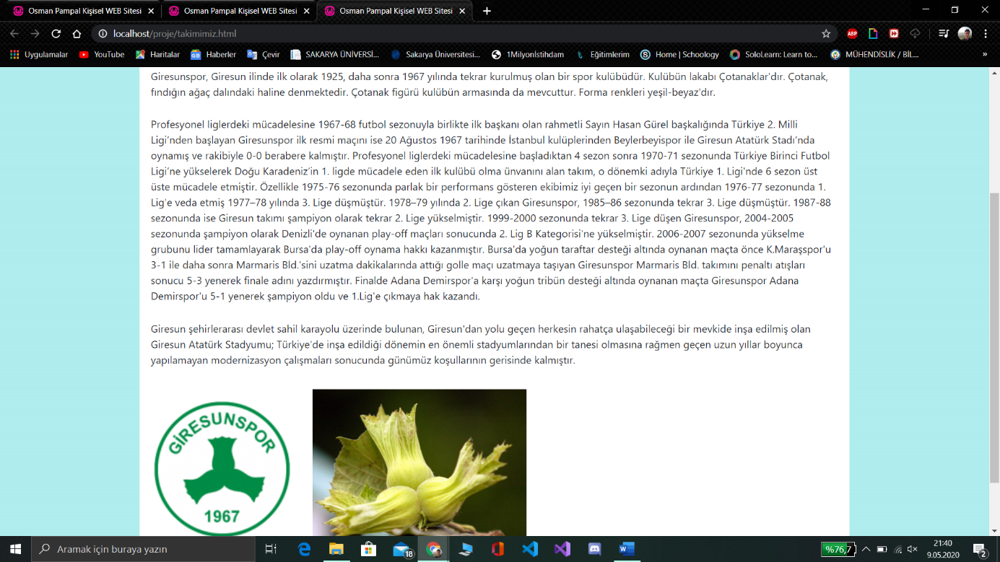 Osman Pampal Kişisel WEB Sitesi
Osman Pampal Kişisel WEB Sitesi
Osman Pampal Kişisel WEB Sitesi
localhost/proje/takimimiz.html
ABP
Uygulamalar
YouTube
Haritalar
Haberler
Çevir
SAKARYA ÜNİVERSİ...
Sakarya Üniversitesi...
1Milyonİstihdam
Eğitimlerim
Home | Schoology
SoloLearn: Learn to...
MÜHENDİSLİK / BİL...
»
Giresunspor, Giresun ilinde ilk olarak 1925, daha sonra 1967 yılında tekrar kurulmuş olan bir spor kulübüdür. Kulübün lakabı Çotanaklar'dır. Çotanak,
fındığın ağaç dalındaki haline denmektedir. Çotanak figürü kulübün armasında da mevcuttur. Forma renkleri yeşil-beyaz'dır.
Profesyonel liglerdeki mücadelesine 1967-68 futbol sezonuyla birlikte ilk başkanı olan rahmetli Sayın Hasan Gürel başkalığında Türkiye 2. Milli
Ligi’nden başlayan Giresunspor ilk resmi maçını ise 20 Ağustos 1967 tarihinde İstanbul kulüplerinden Beylerbeyispor ile Giresun Atatürk Stadı’nda
oynamış ve rakibiyle 0-0 berabere kalmıştır. Profesyonel liglerdeki mücadelesine başladıktan 4 sezon sonra 1970-71 sezonunda Türkiye Birinci Futbol
Ligi’ne yükselerek Doğu Karadeniz’in 1. ligde mücadele eden ilk kulübü olma ünvanını alan takım, o dönemki adıyla Türkiye 1. Ligi'nde 6 sezon üst
üste mücadele etmiştir. Özellikle 1975-76 sezonunda parlak bir performans gösteren ekibimiz iyi geçen bir sezonun ardından 1976-77 sezonunda 1.
Lig'e veda etmiş 1977–78 yılında 3. Lige düşmüştür. 1978–79 yılında 2. Lige çıkan Giresunspor, 1985–86 sezonunda tekrar 3. Lige düşmüştür. 1987-88
sezonunda ise Giresun takımı şampiyon olarak tekrar 2. Lige yükselmiştir. 1999-2000 sezonunda tekrar 3. Lige düşen Giresunspor, 2004-2005
sezonunda şampiyon olarak Denizli'de oynanan play-off maçları sonucunda 2. Lig B Kategorisi'ne yükselmiştir. 2006-2007 sezonunda yükselme
grubunu lider tamamlayarak Bursa'da play-off oynama hakkı kazanmıştır. Bursa'da yoğun taraftar desteği altında oynanan maçta önce K.Maraşspor'u
3-1 ile daha sonra Marmaris Bld.'sini uzatma dakikalarında attığı golle maçı uzatmaya taşıyan Giresunspor Marmaris Bld. takımını penaltı atışları
sonucu 5-3 yenerek finale adını yazdırmıştır. Finalde Adana Demirspor'a karşı yoğun tribün desteği altında oynanan maçta Giresunspor Adana
Demirspor'u 5-1 yenerek şampiyon oldu ve 1.Lig'e çıkmaya hak kazandı.
Giresun şehirlerarası devlet sahil karayolu üzerinde bulunan, Giresun'dan yolu geçen herkesin rahatça ulaşabileceği bir mevkide inşa edilmiş olan
Giresun Atatürk Stadyumu; Türkiye'de inşa edildiği dönemin en önemli stadyumlarından bir tanesi olmasına rağmen geçen uzun yıllar boyunca
yapılamayan modernizasyon çalışmaları sonucunda günümüz koşullarının gerisinde kalmıştır.
GİRESUNSPOR
1967
Aramak için buraya yazın
18
%76,7
21:40
9.05.2020
2